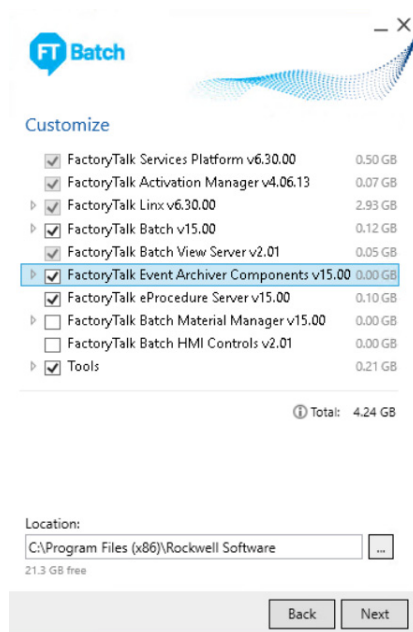 FT Batch
Customize
FactoryTalk Services Platform v6.30.00 0.50 GB
FactoryTalk Activation Manager v4.06.13 0.07 GB
FactoryTalk Linx v6.30.00 2.93 GB
FactoryTalk Batch v15.00 0.12 GB
FactoryTalk Batch View Server v2.01 0.05 GB
FactoryTalk Event Archiver Components v15.00 0.00 GB
FactoryTalk eProcedure Server v15.00 0.10 GB
FactoryTalk Batch Material Manager v15.00 0.00 GB
FactoryTalk Batch HMI Controls v2.01 0.00 GB
Tools 0.21 GB
Total: 4.24 GB
Location:
C:\Program Files (x86)\Rockwell Software ...
21.3 GB free
Back Next